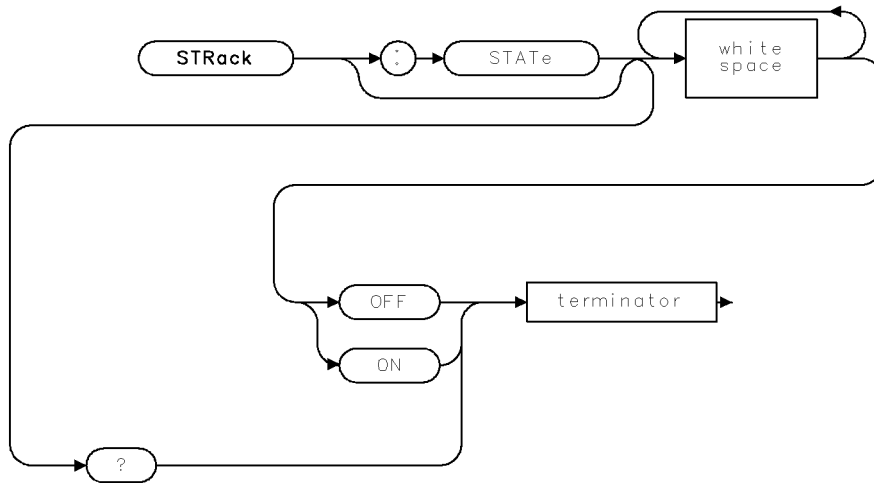 STRack
:
STATe
white
space
OFF
terminator
ON
?